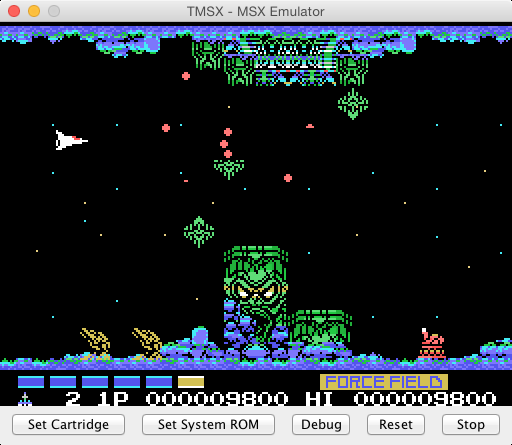 TMSX - MSX Emulator
FORCE FIELD
2 1P 000009800 HI 000009800
Set Cartridge Set System ROM Debug Reset Stop